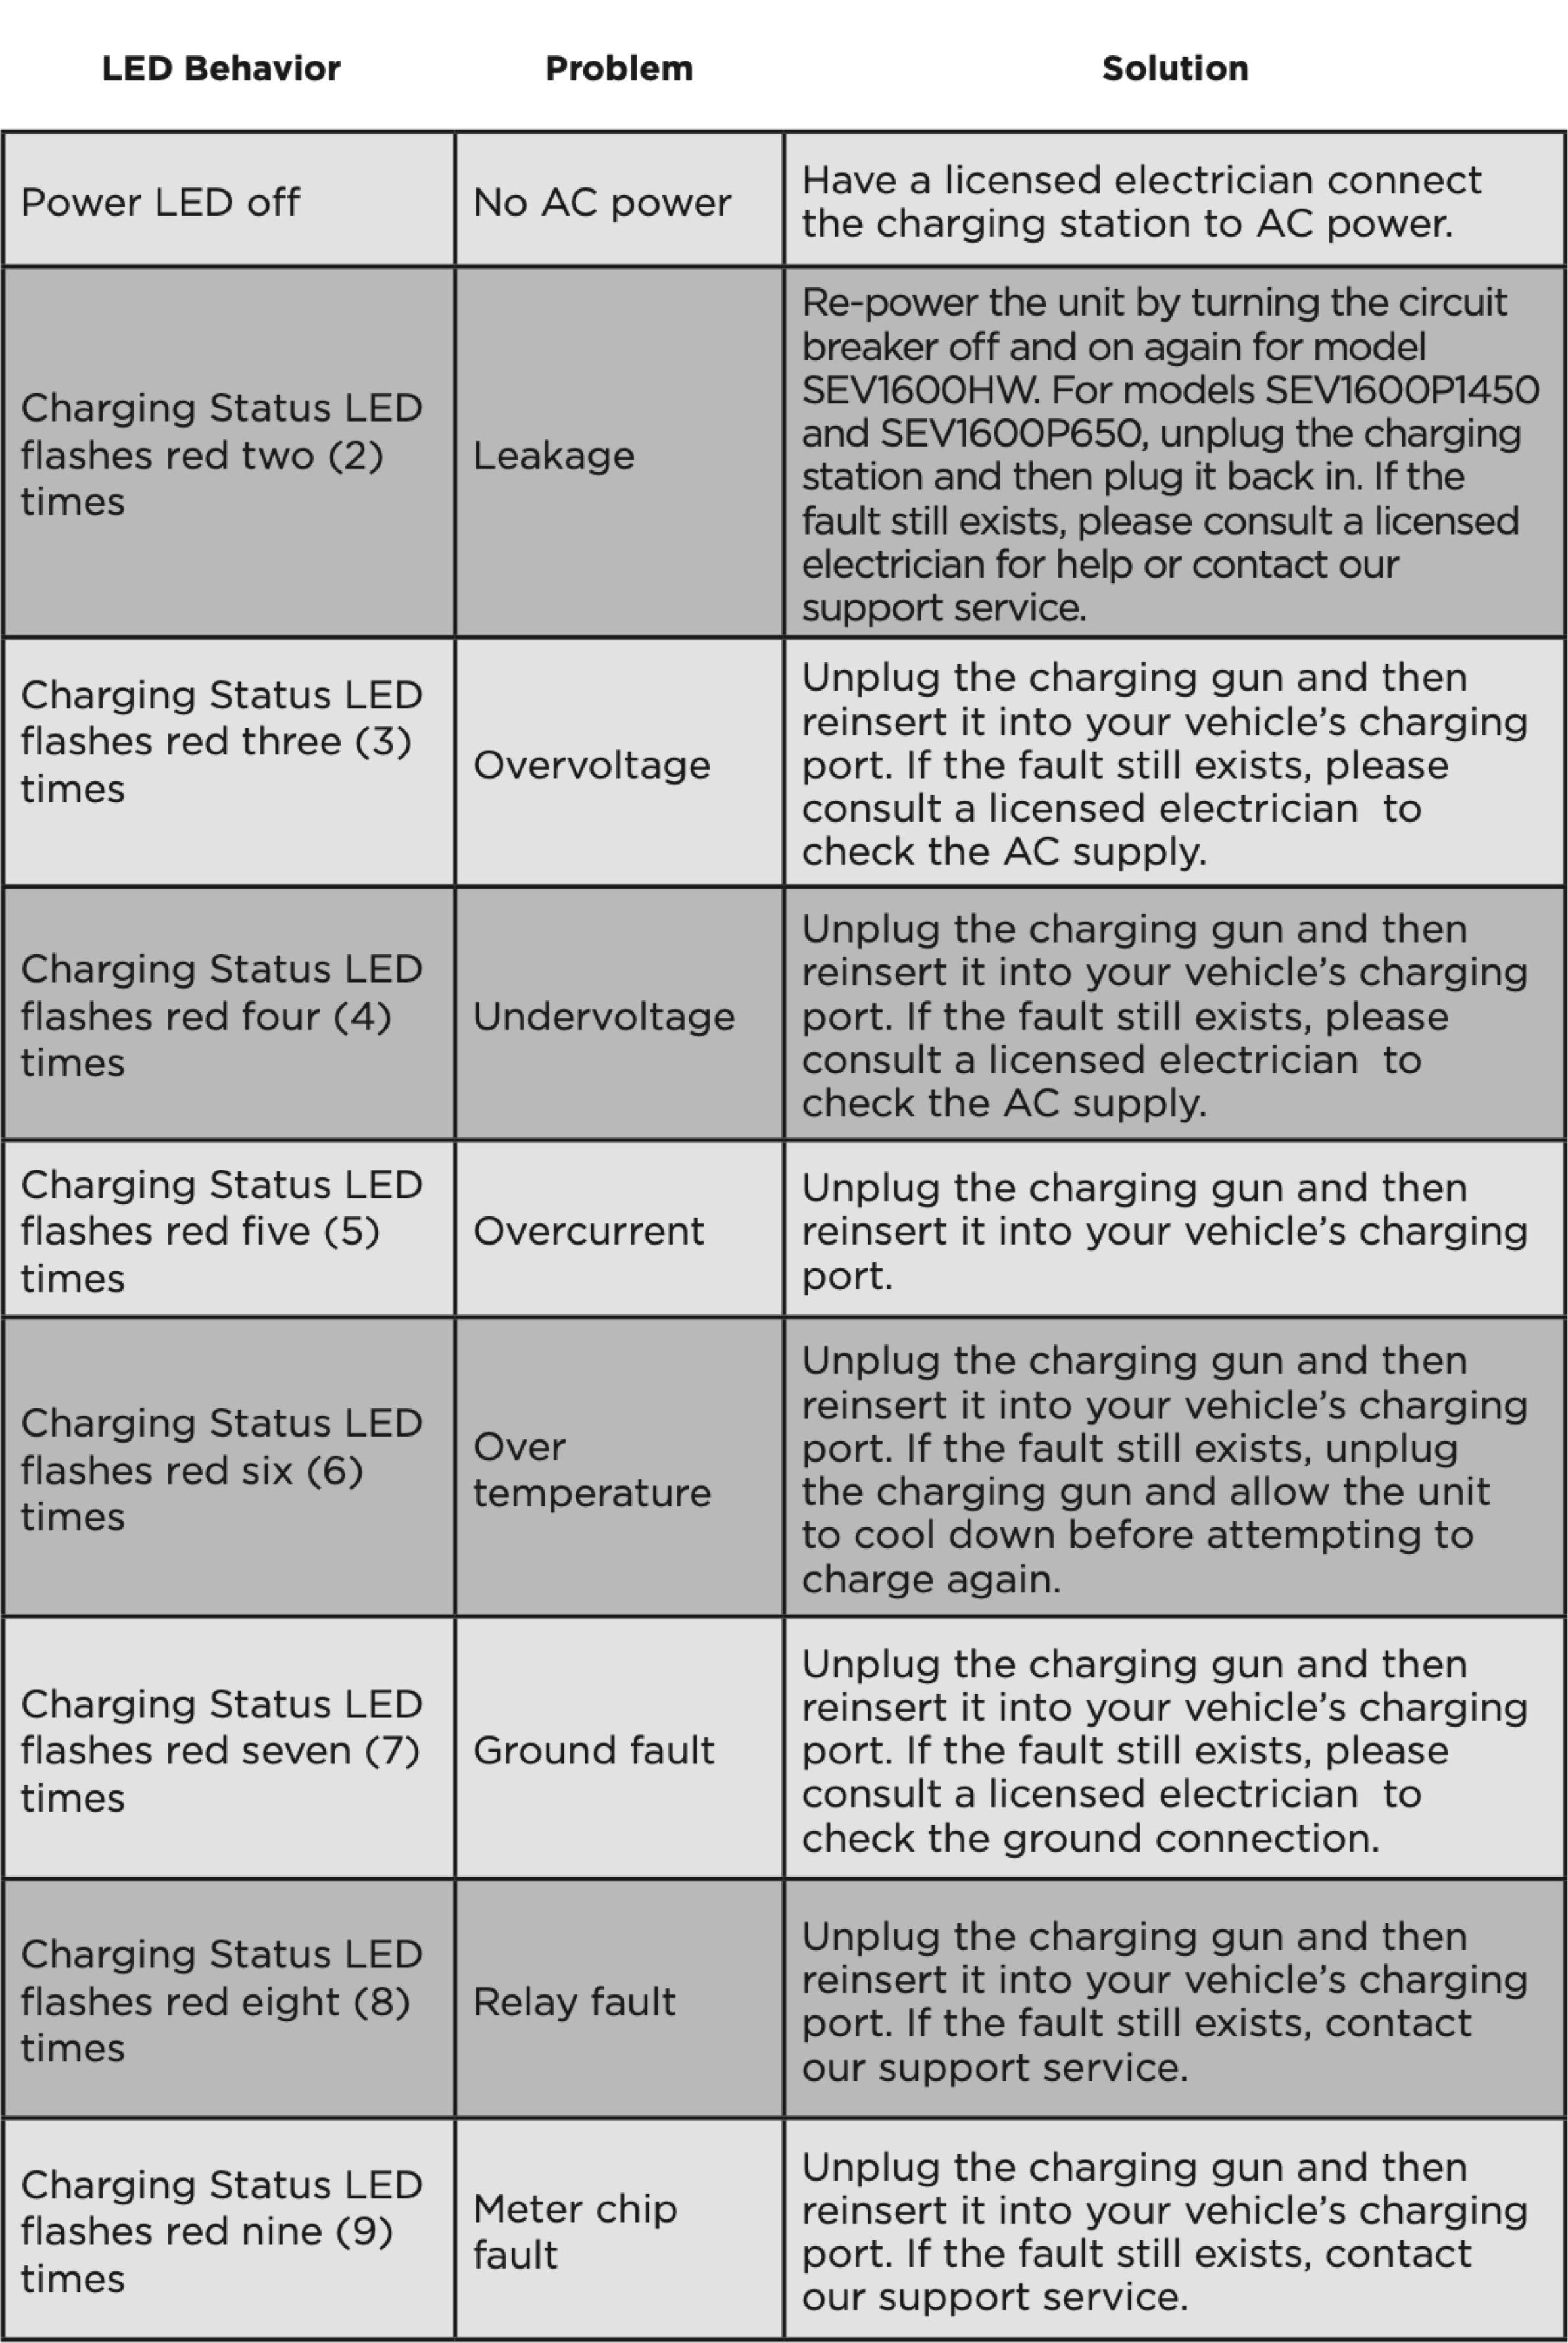 LED Behavior Problem Solution
Power LED off
No AC power
Have a licensed electrician connect
the charging station to AC power.
Charging Status LED
flashes red two (2)
times
Leakage
Re-power the unit by turning the circuit
breaker off and on again for model
SEV1600HW. For models SEV1600P1450
and SEV1600P650, unplug the charging
station and then plug it back in. If the
fault still exists, please consult a licensed
electrician for help or contact our
support service.
Charging Status LED
flashes red three (3)
times
Overvoltage
Unplug the charging gun and then
reinsert it into your vehicle’s charging
port. If the fault still exists, please
consult a licensed electrician  to
check the AC supply.
Charging Status LED
flashes red four (4)
times
Undervoltage
Unplug the charging gun and then
reinsert it into your vehicle’s charging
port. If the fault still exists, please
consult a licensed electrician  to
check the AC supply.
Charging Status LED
flashes red five (5)
times
Overcurrent
Unplug the charging gun and then
reinsert it into your vehicle’s charging
port.
Charging Status LED
flashes red six (6)
times
Over
temperature
Unplug the charging gun and then
reinsert it into your vehicle’s charging
port. If the fault still exists, unplug
the charging gun and allow the unit
to cool down before attempting to
charge again.
Charging Status LED
flashes red seven (7)
times
Ground fault
Unplug the charging gun and then
reinsert it into your vehicle’s charging
port. If the fault still exists, please
consult a licensed electrician  to
check the ground connection.
Charging Status LED
flashes red eight (8)
times
Relay fault
Unplug the charging gun and then
reinsert it into your vehicle’s charging
port. If the fault still exists, contact
our support service.
Charging Status LED
flashes red nine (9)
times
Meter chip
fault
Unplug the charging gun and then
reinsert it into your vehicle’s charging
port. If the fault still exists, contact
our support service.